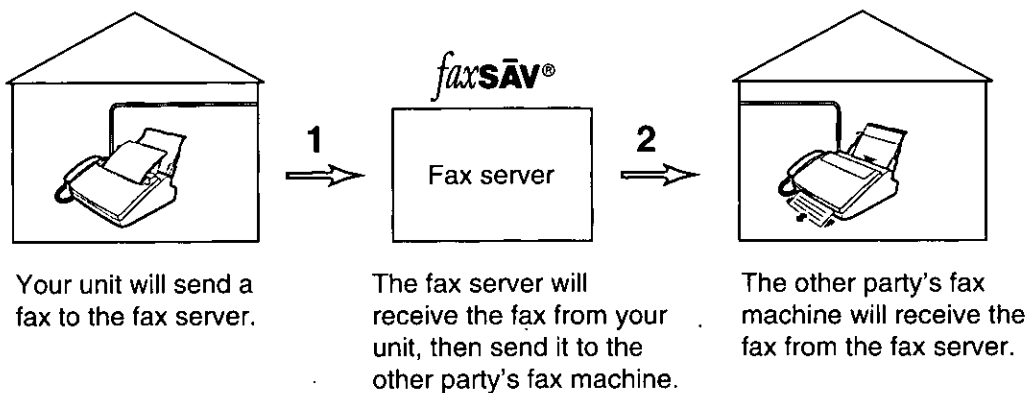 faxSĀV®
1
Fax server
2
Your unit will send a
fax to the fax server.
The fax server will
receive the fax from your
unit, then send it to the
other party's fax machine.
The other party's fax
machine will receive the
fax from the fax server.